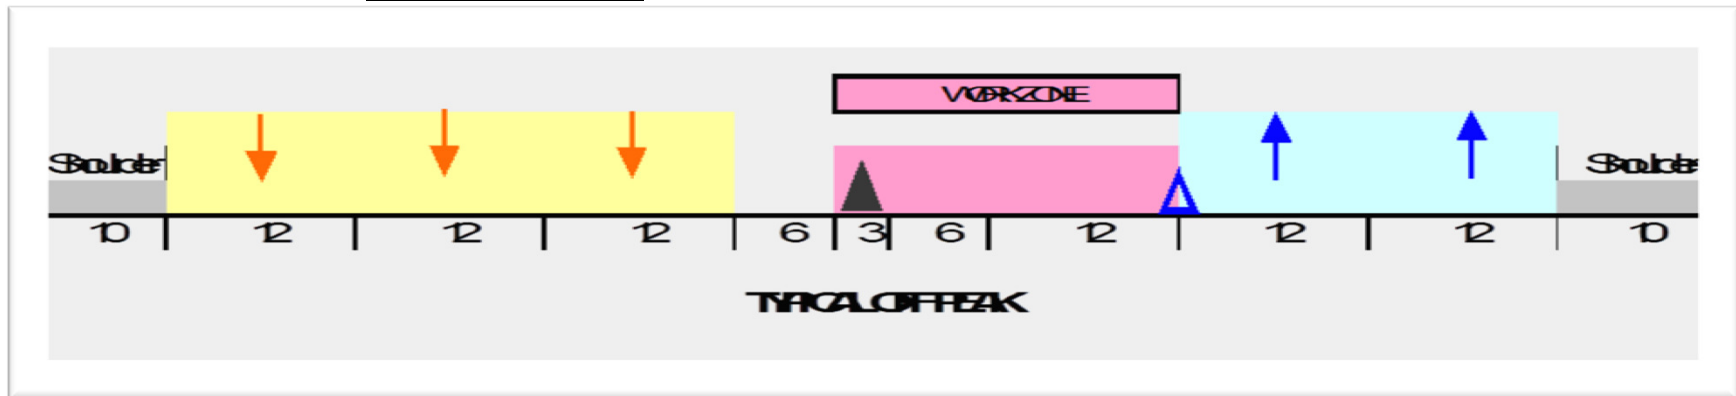 WORK ZONE
Shoulder Shoulder
10 12 12 12 6 3 6 12 12 12 10
TYPICAL OFF PEAK